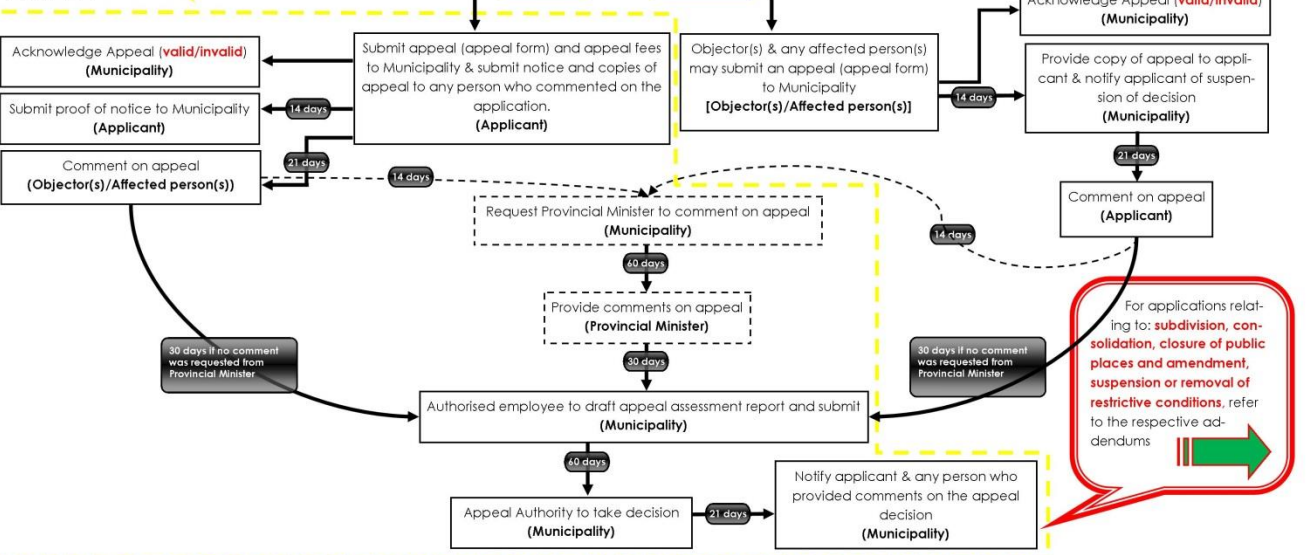 Acknowledge Appeal (valid/invalid)
(Municipality)
Submit proof of notice to Municipality
(Applicant)
Comment on appeal
(Objector(s)/Affected person(s))
14 days
21 days
Submit appeal (appeal form) and appeal fees
to Municipality & submit notice and copies of
appeal to any person who commented on the
application.
(Applicant)
Objector(s) & any affected person(s)
may submit an appeal (appeal form)
to Municipality
[Objector(s)/Affected person(s)]
14 days
Acknowledge Appeal (valid/invalid)
(Municipality)
Provide copy of appeal to appli-
cant & notify applicant of suspen-
sion of decision
(Municipality)
21 days
Comment on appeal
(Applicant)
14 days
14 days
Request Provincial Minister to comment on appeal
(Municipality)
60 days
Provide comments on appeal
(Provincial Minister)
30 days
30 days if no comment
was requested from
Provincial Minister
30 days if no comment
was requested from
Provincial Minister
Authorised employee to draft appeal assessment report and submit
(Municipality)
60 days
Appeal Authority to take decision
(Municipality)
21 days
Notify applicant & any person who
provided comments on the appeal
decision
(Municipality)
For applications relat-
ing to: subdivision, con-
solidation, closure of public
places and amendment,
suspension or removal of
restrictive conditions, refer
to the respective ad-
dendums